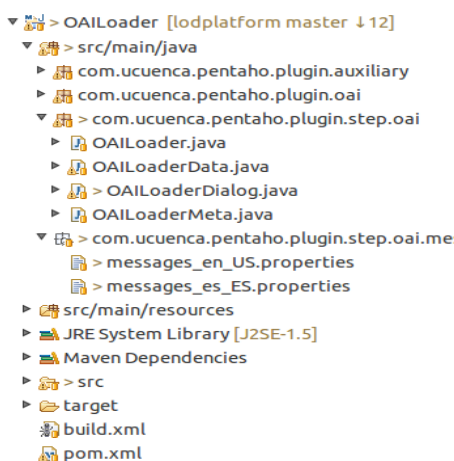 > OAILoader [lodplatform master ↓12]
> src/main/java
com.ucuenca.pentaho.plugin.auxiliary
com.ucuenca.pentaho.plugin.oai
> com.ucuenca.pentaho.plugin.step.oai
OAILoader.java
OAILoaderData.java
> OAILoaderDialog.java
OAILoaderMeta.java
> com.ucuenca.pentaho.plugin.step.oai.me
> messages_en_US.properties
> messages_es_ES.properties
src/main/resources
JRE System Library [J2SE-1.5]
Maven Dependencies
> src
target
build.xml
pom.xml